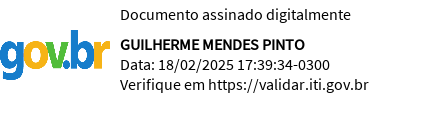 Documento assinado digitalmente
gov.br
GUILHERME MENDES PINTO
Data: 18/02/2025 17:39:34-0300
Verifique em https://validar.iti.gov.br